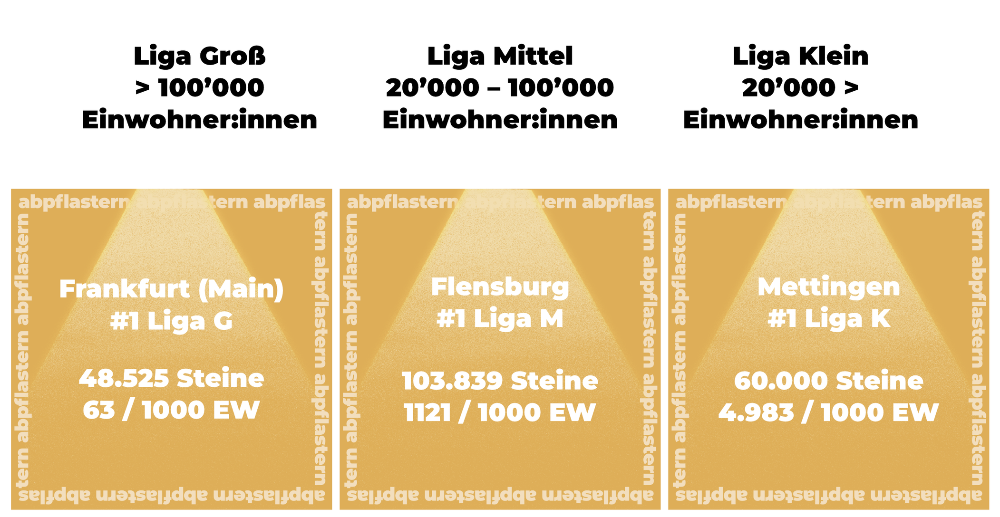 Liga Groß
> 100’000
Einwohner:innen
Liga Mittel
20’000 – 100’000
Einwohner:innen
Liga Klein
20’000 >
Einwohner:innen
abpflastern abpflastern abpflas
tern abpflastern abpflastern
abpflastern abpflastern abpflas
tern abpflastern abpflastern
Frankfurt (Main)
#1 Liga G
48.525 Steine
63 / 1000 EW
abpflastern abpflastern abpflas
tern abpflastern abpflastern
abpflastern abpflastern abpflas
tern abpflastern abpflastern
Flensburg
#1 Liga M
103.839 Steine
1121 / 1000 EW
abpflastern abpflastern abpflas
tern abpflastern abpflastern
abpflastern abpflastern abpflas
tern abpflastern abpflastern
Mettingen
#1 Liga K
60.000 Steine
4.983 / 1000 EW